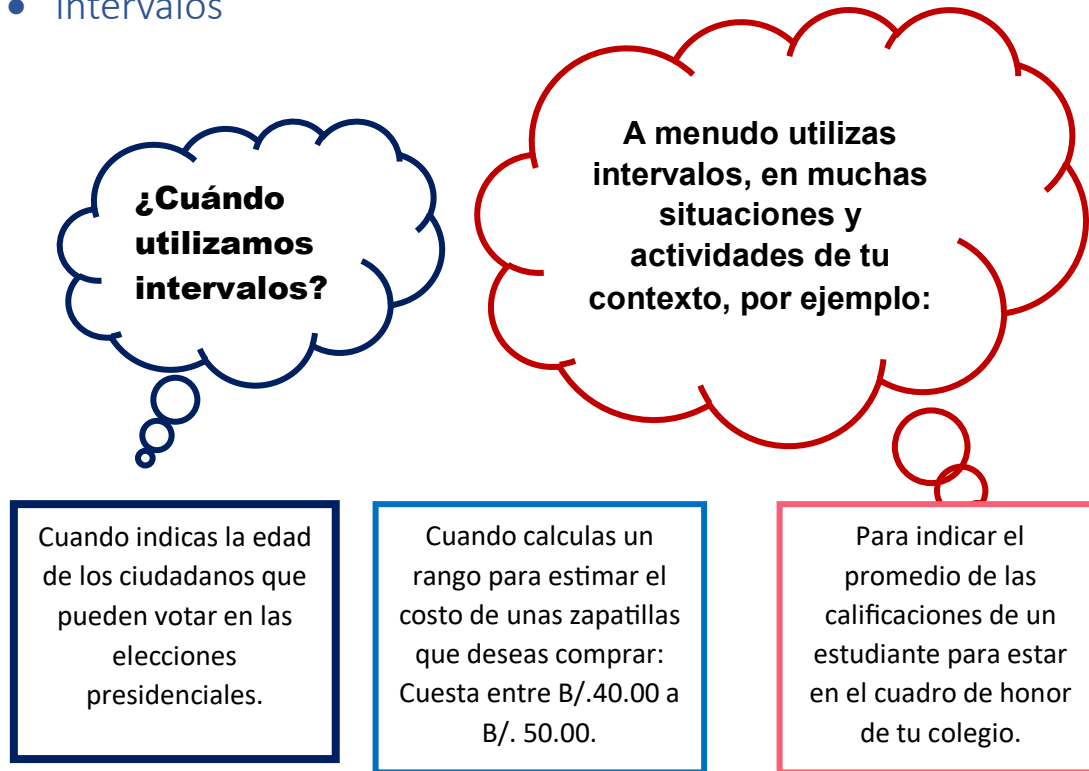 • Intervalos
¿Cuándo
utilizamos
intervalos?
A menudo utilizas
intervalos, en muchas
situaciones y
actividades de tu
contexto, por ejemplo:
Cuando indicas la edad
de los ciudadanos que
pueden votar en las
elecciones
presidenciales.
Cuando calculas un
rango para estimar el
costo de unas zapatillas
que deseas comprar:
Cuesta entre B/.40.00 a
B/. 50.00.
Para indicar el
promedio de las
calificaciones de un
estudiante para estar
en el cuadro de honor
de tu colegio.